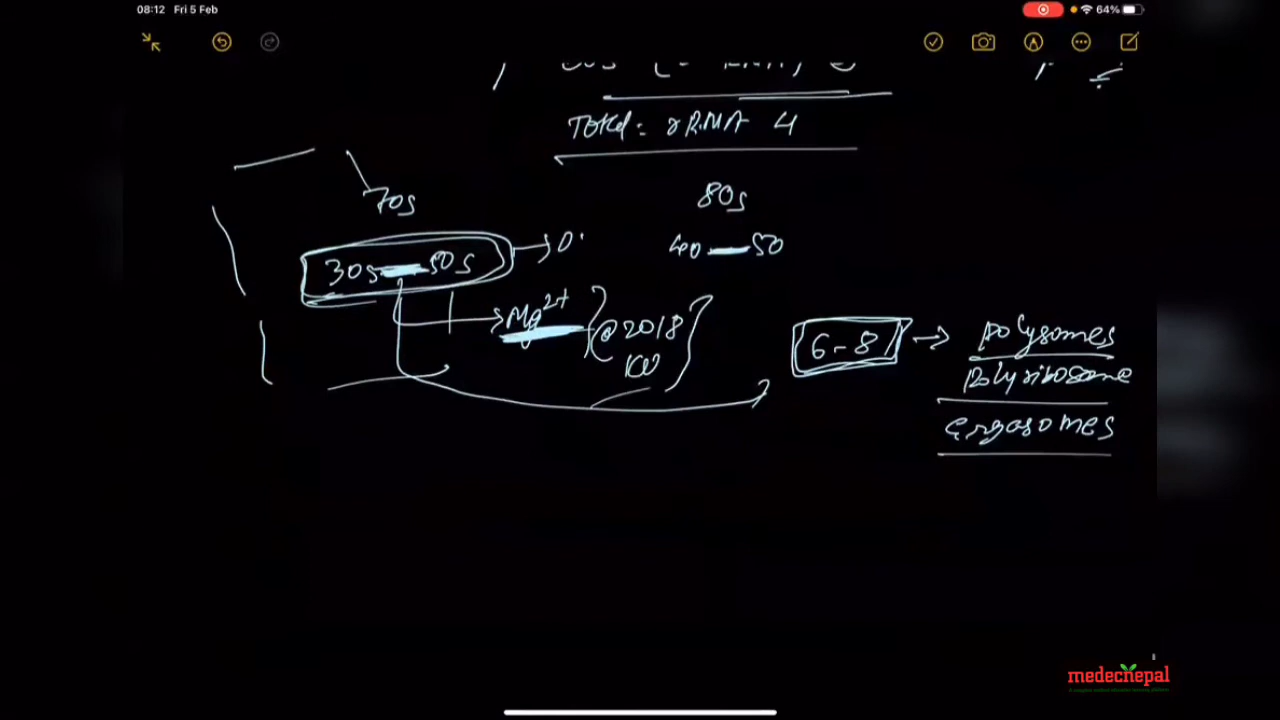 08:12 Fri 5 Feb
64%
Total: rRNA 4
70s
80s
30s 50s
40 50
Mg2+
@2018
6-8
polysomes
polyribosome
ergosomes
medecnepal